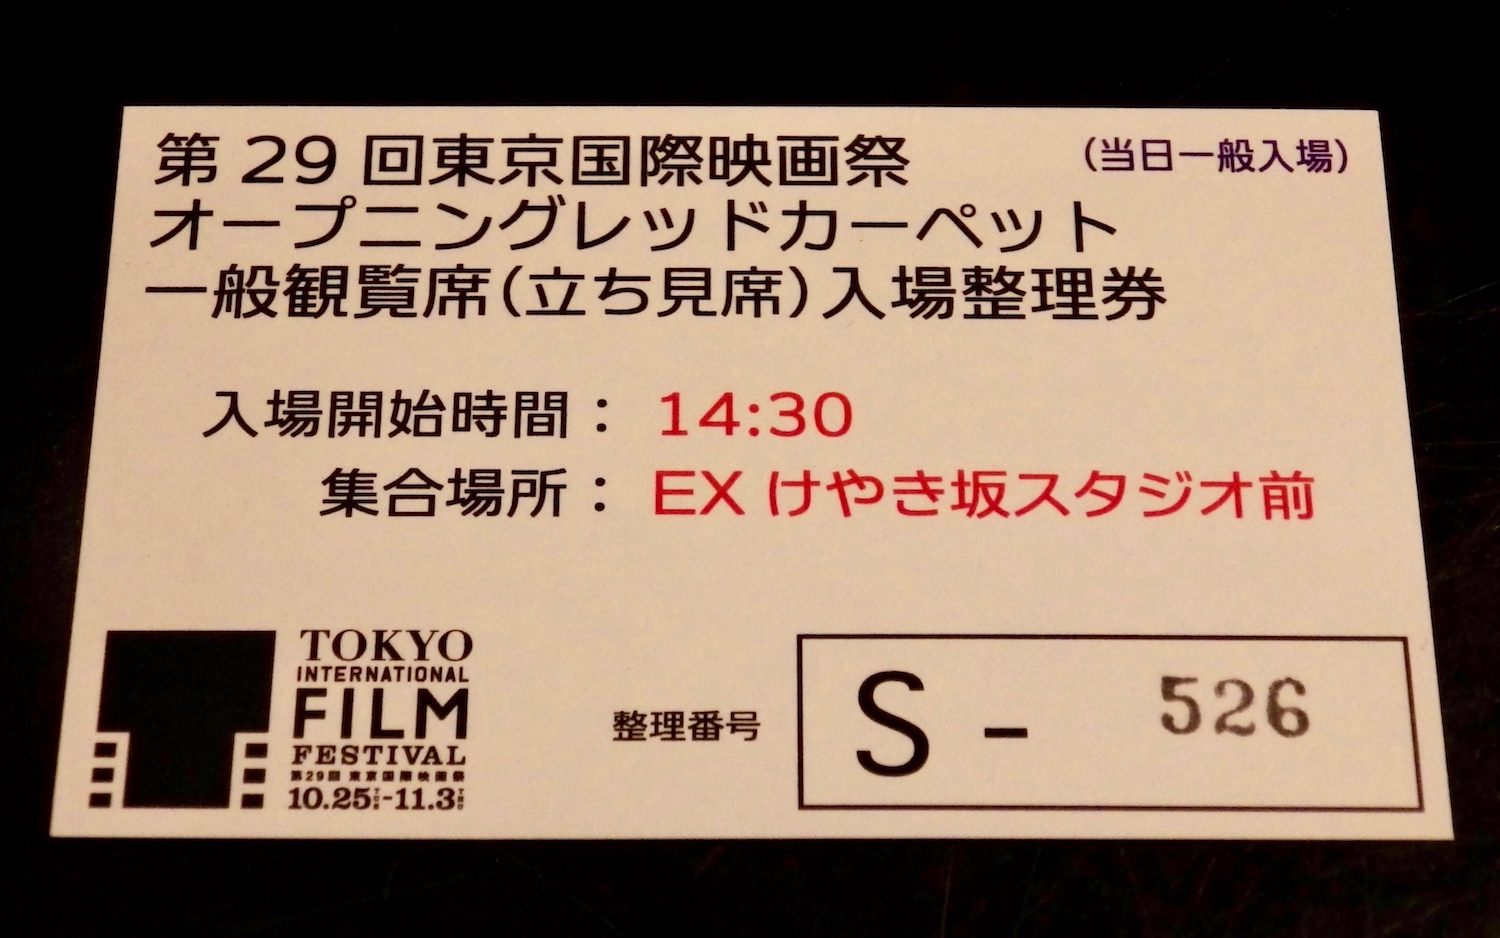 第29回東京国際映画祭
(当日一般入場)
オープニングレッドカーペット
一般観覧席(立ち見席)入場整理券
入場開始時間： 14:30
集合場所： EXけやき坂スタジオ前
TOKYO
INTERNATIONAL
FILM
FESTIVAL
第29回 東京国際映画祭
10.25TUE-11.3THU
整理番号
S - 526